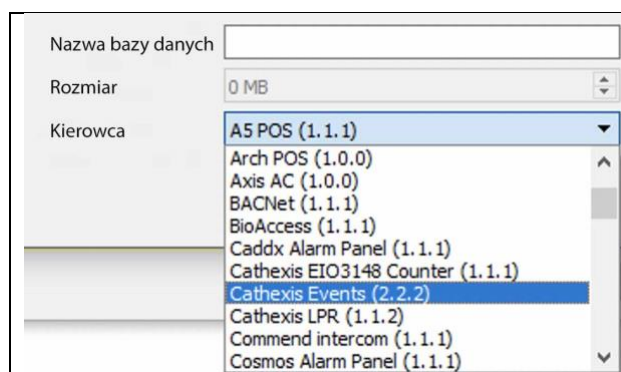 Nazwa bazy danych
Rozmiar 0 MB
Kierowca A5 POS (1.1.1)
Arch POS (1.0.0)
Axis AC (1.0.0)
BACNet (1.1.1)
BioAccess (1.1.1)
Caddx Alarm Panel (1.1.1)
Cathexis EIO3148 Counter (1.1.1)
Cathexis Events (2.2.2)
Cathexis LPR (1.1.2)
Commend intercom (1.1.1)
Cosmos Alarm Panel (1.1.1)